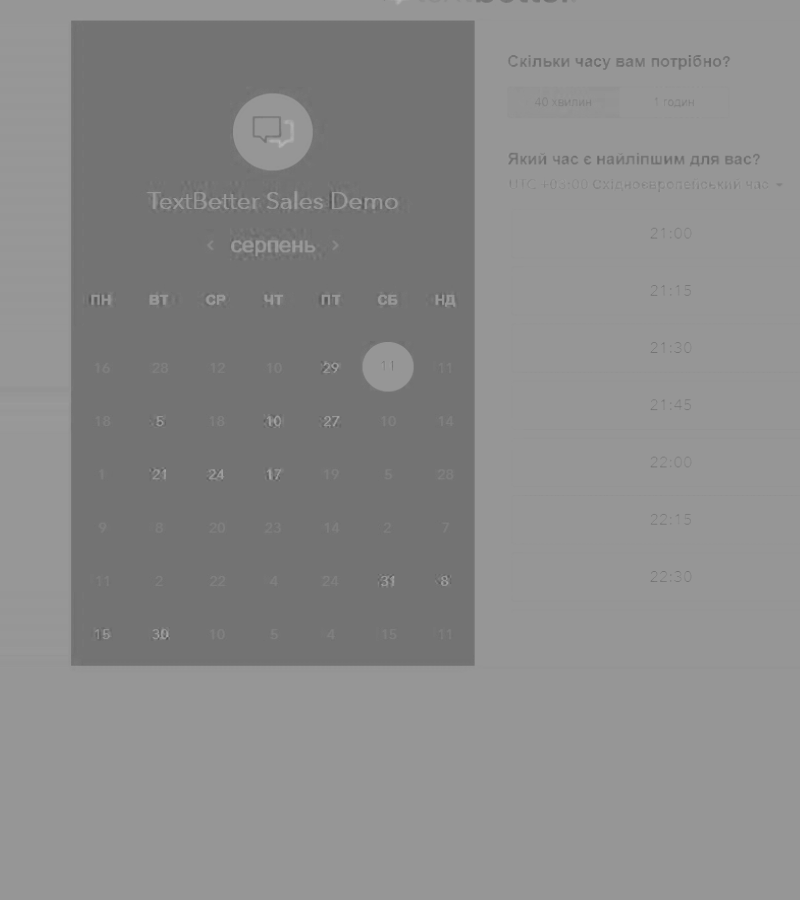 TextBetter Sales Demo
‹ серпень ›
ПН ВТ СР ЧТ ПТ СБ НД
16 28 12 10 29 11 11
18 5 18 10 27 10 14
1 21 24 17 19 5 28
9 8 20 23 14 2 7
11 2 22 4 24 31 8
15 30 10 5 4 15 11
Скільки часу вам потрібно?
40 хвилин 1 годин
Який час є найліпшим для вас?
UTC +03:00 Східноєвропейський час
21:00
21:15
21:30
21:45
22:00
22:15
22:30